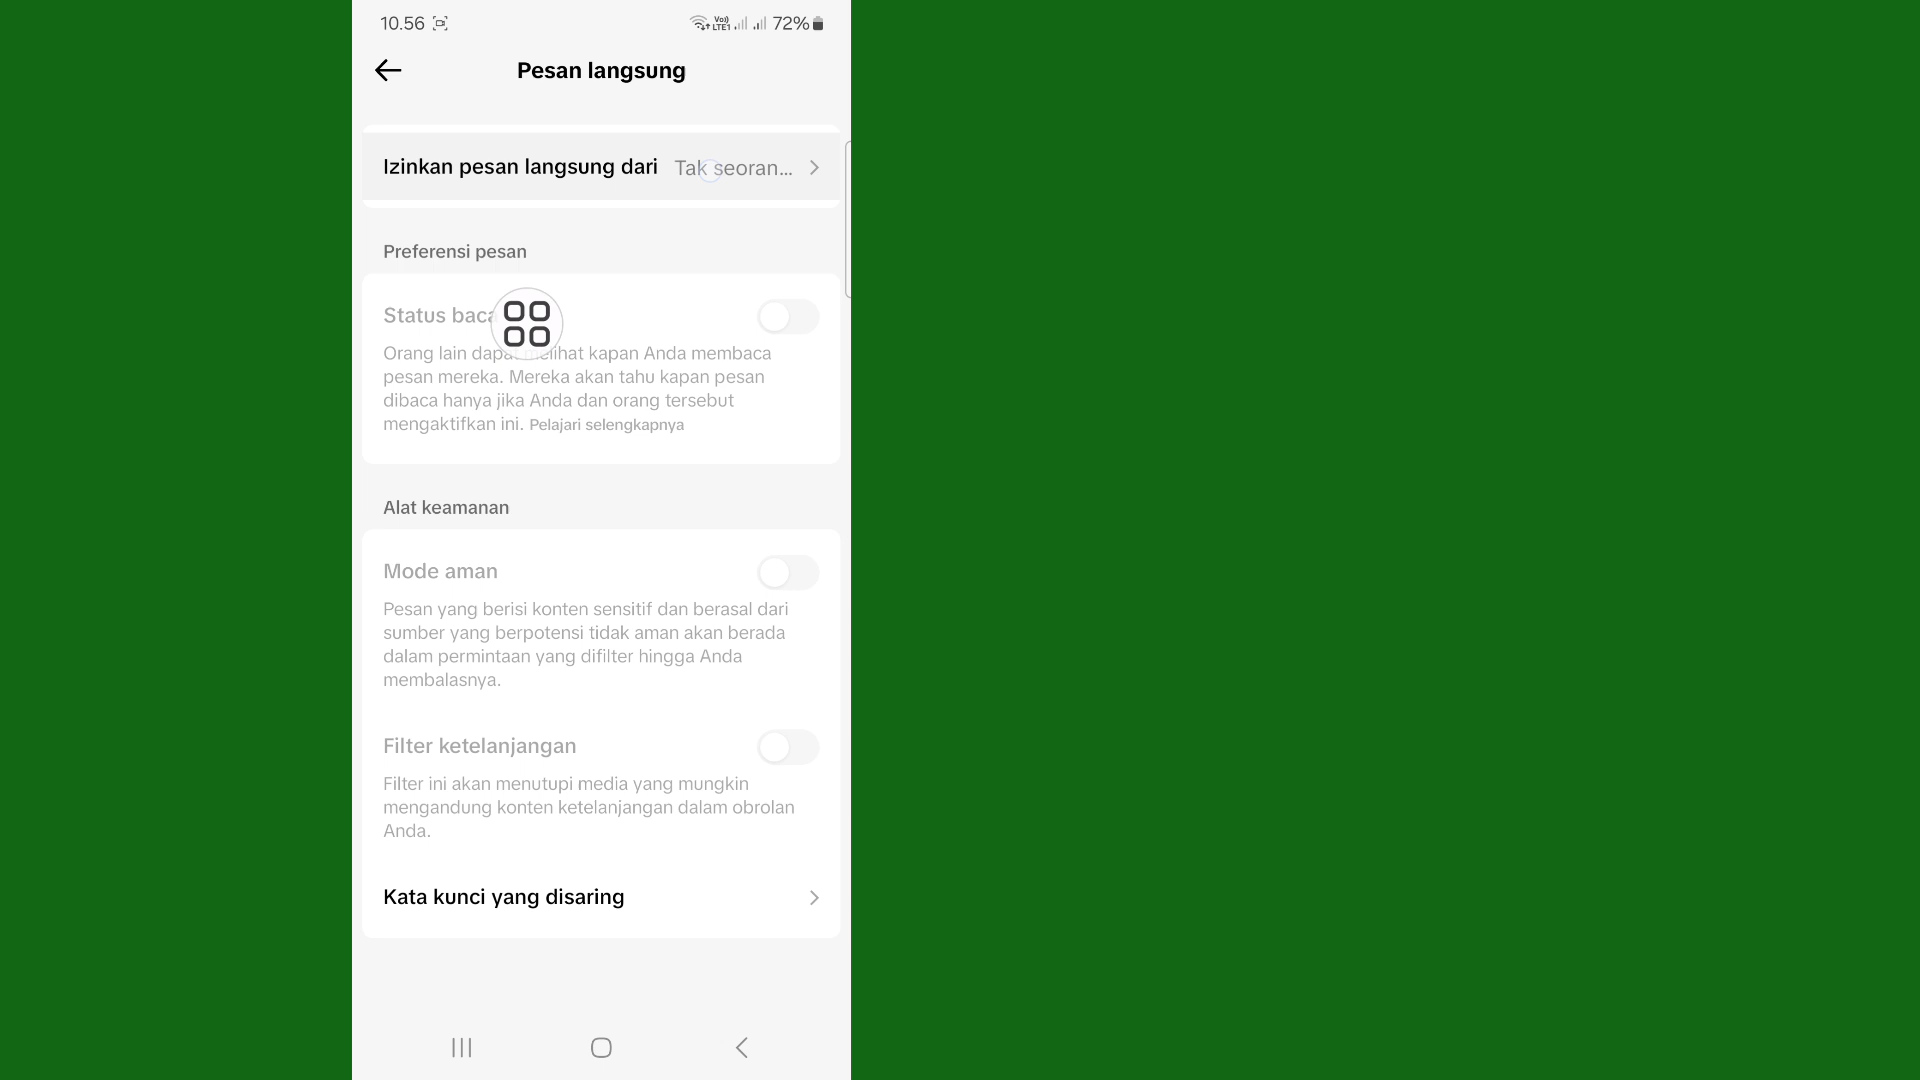 10.56
Vo))
LTE1
72%
Pesan langsung
Izinkan pesan langsung dari Tak seoran...
Preferensi pesan
Status baca
Orang lain dapat melihat kapan Anda membaca
pesan mereka. Mereka akan tahu kapan pesan
dibaca hanya jika Anda dan orang tersebut
mengaktifkan ini. Pelajari selengkapnya
Alat keamanan
Mode aman
Pesan yang berisi konten sensitif dan berasal dari
sumber yang berpotensi tidak aman akan berada
dalam permintaan yang difilter hingga Anda
membalasnya.
Filter ketelanjangan
Filter ini akan menutupi media yang mungkin
mengandung konten ketelanjangan dalam obrolan
Anda.
Kata kunci yang disaring